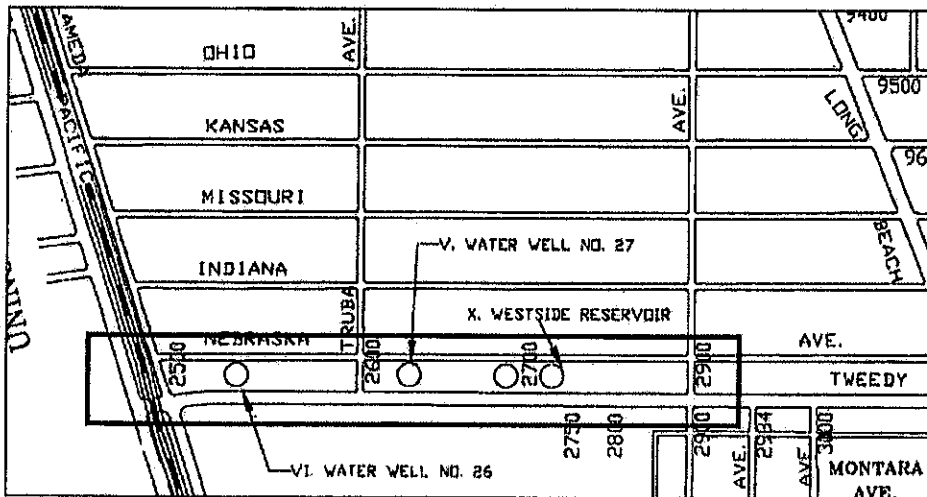 AMEDA
PACIFIC
OHIO
AVE.
9400
9500
LONG
AVE.
KANSAS
96
MISSOURI
BEACH
V. WATER WELL NO. 27
INDIANA
X. WESTSIDE RESERVOIR
TRUBA
NEBRASKA
AVE.
2500
2600
2700
2900
TWEEDY
2750
2800
2900
2934
3000
VI. WATER WELL NO. 26
AVE.
AVE
MONTARA
AVE.